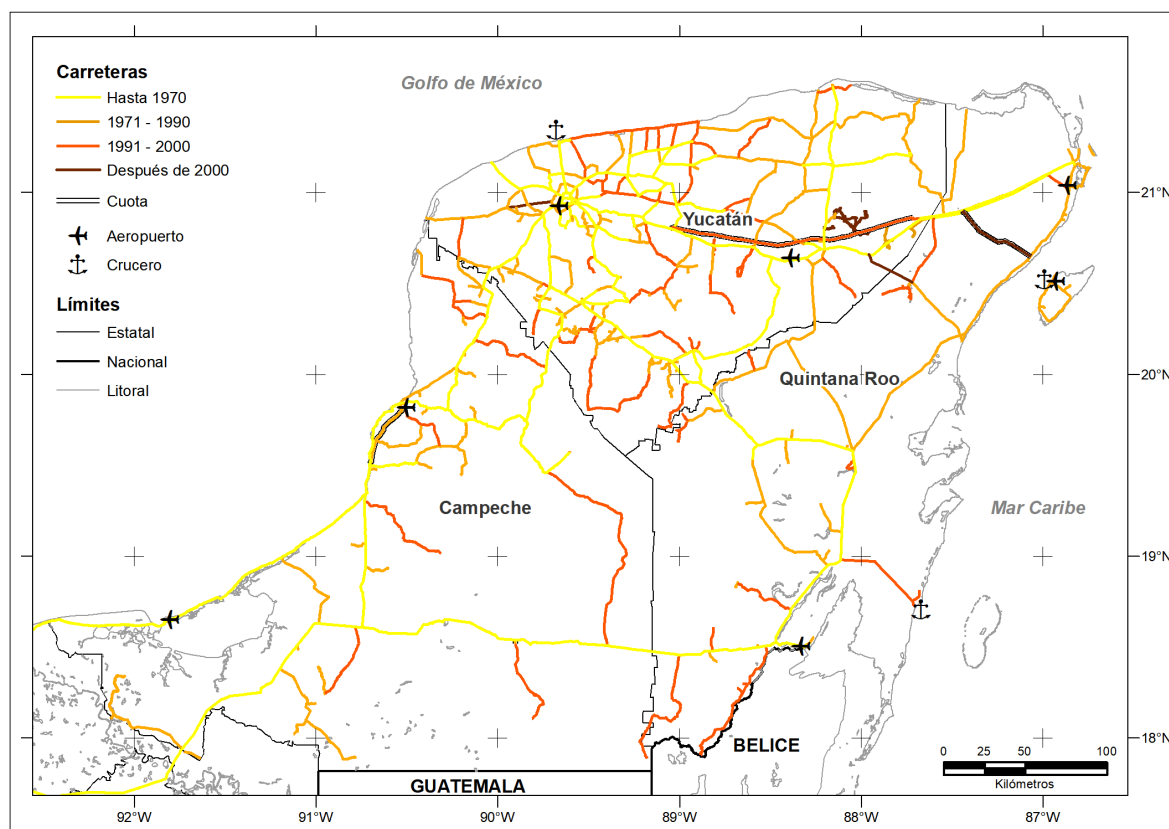 Carreteras
Hasta 1970
1971 - 1990
1991 - 2000
Después de 2000
Cuota
Aeropuerto
Crucero
Límites
Estatal
Nacional
Litoral
Golfo de México
Yucatán
Quintana Roo
Campeche
Mar Caribe
BELICE
GUATEMALA
21°N
20°N
19°N
18°N
0 25 50 100
Kilómetros
92°W
91°W
90°W
89°W
88°W
87°W